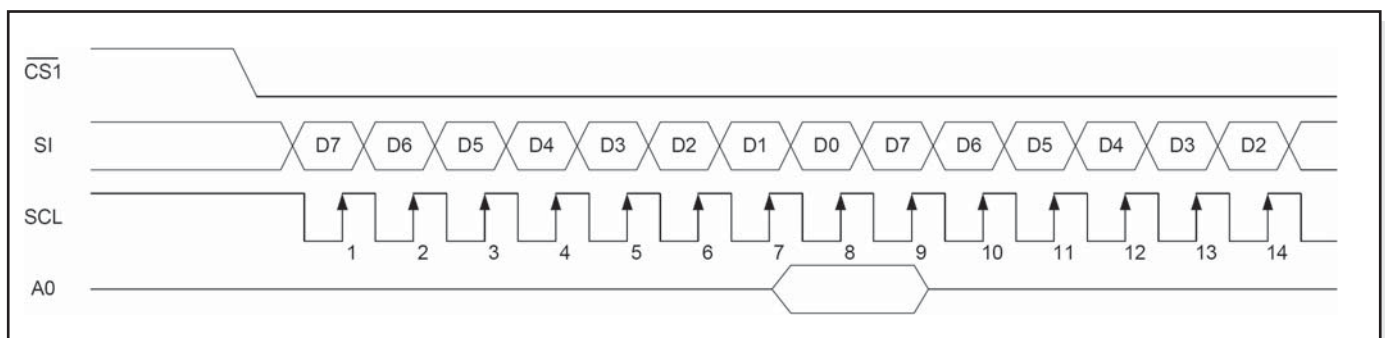 CS1
SI D7 D6 D5 D4 D3 D2 D1 D0 D7 D6 D5 D4 D3 D2
SCL
1 2 3 4 5 6 7 8 9 10 11 12 13 14
A0